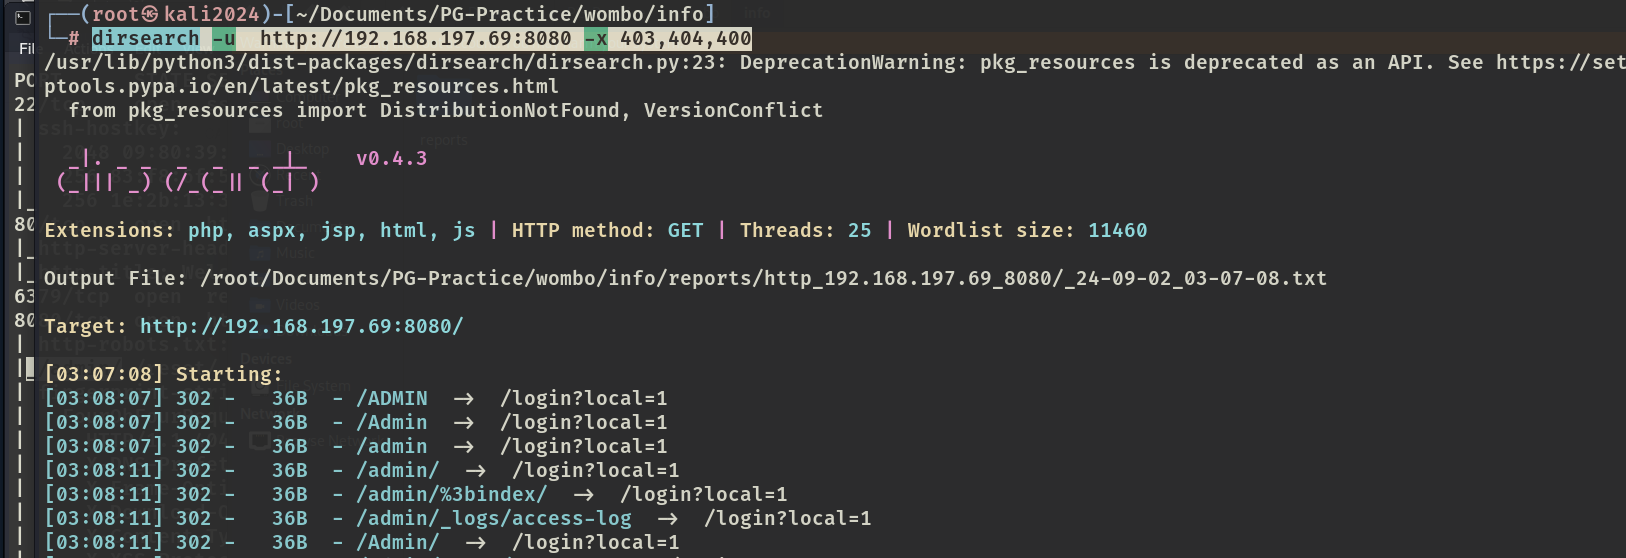 ┌──(root㉿kali2024)-[~/Documents/PG-Practice/wombo/info]
└─# dirsearch -u  http://192.168.197.69:8080 -x 403,404,400
/usr/lib/python3/dist-packages/dirsearch/dirsearch.py:23: DeprecationWarning: pkg_resources is deprecated as an API. See https://set
ptools.pypa.io/en/latest/pkg_resources.html
  from pkg_resources import DistributionNotFound, VersionConflict
  _|. _ _  _  _  _ _|_    v0.4.3
 (_||| _) (/_(_|| (_| )
Extensions: php, aspx, jsp, html, js | HTTP method: GET | Threads: 25 | Wordlist size: 11460
Output File: /root/Documents/PG-Practice/wombo/info/reports/http_192.168.197.69_8080/_24-09-02_03-07-08.txt
Target: http://192.168.197.69:8080/
[03:07:08] Starting:
[03:08:07] 302 -   36B  - /ADMIN  ->  /login?local=1
[03:08:07] 302 -   36B  - /Admin  ->  /login?local=1
[03:08:07] 302 -   36B  - /admin  ->  /login?local=1
[03:08:11] 302 -   36B  - /admin/  ->  /login?local=1
[03:08:11] 302 -   36B  - /admin/%3bindex/  ->  /login?local=1
[03:08:11] 302 -   36B  - /admin/_logs/access-log  ->  /login?local=1
[03:08:11] 302 -   36B  - /Admin/  ->  /login?local=1